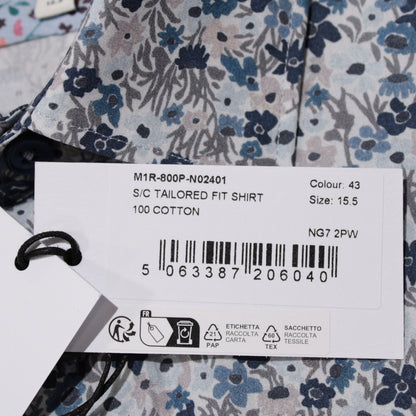 M1R-800P-N02401
Colour: 43
S/C TAILORED FIT SHIRT
Size: 15.5
100 COTTON
NG7 2PW
5 063387 206040
FR
21
PAP
ETICHETTA
RACCOLTA
CARTA
60
TEX
SACCHETTO
RACCOLTA
TESSILE